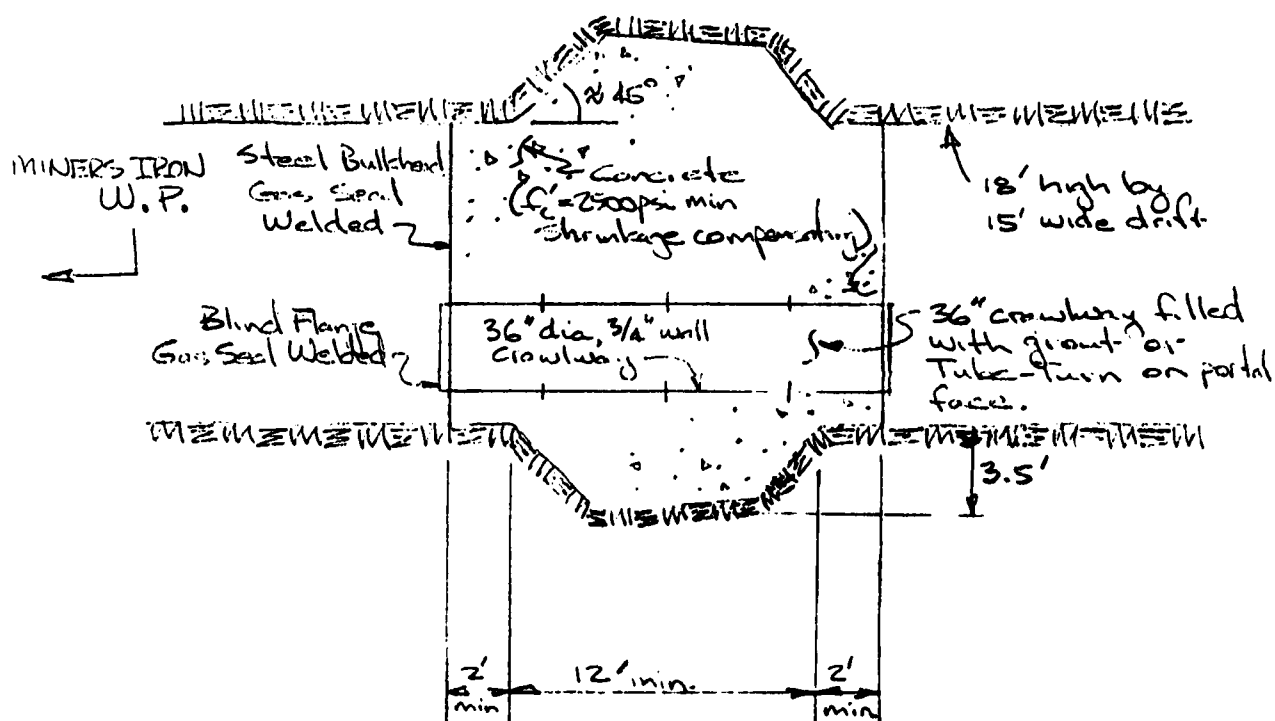 ≈ 45°
MINERS IRON
W.P.
Steel Bulkhead
Gas Seal
Welded
Concrete
(f'c = 2500 psi min
Shrinkage compensating)
18' high by
15' wide drift
Blind Flange
Gas Seal Welded
36" dia, 3/4" wall
crawlway
36" crawlway filled
with grout or
Tube-Turn on portal
face.
3.5'
2'
min
12' min.
2'
min